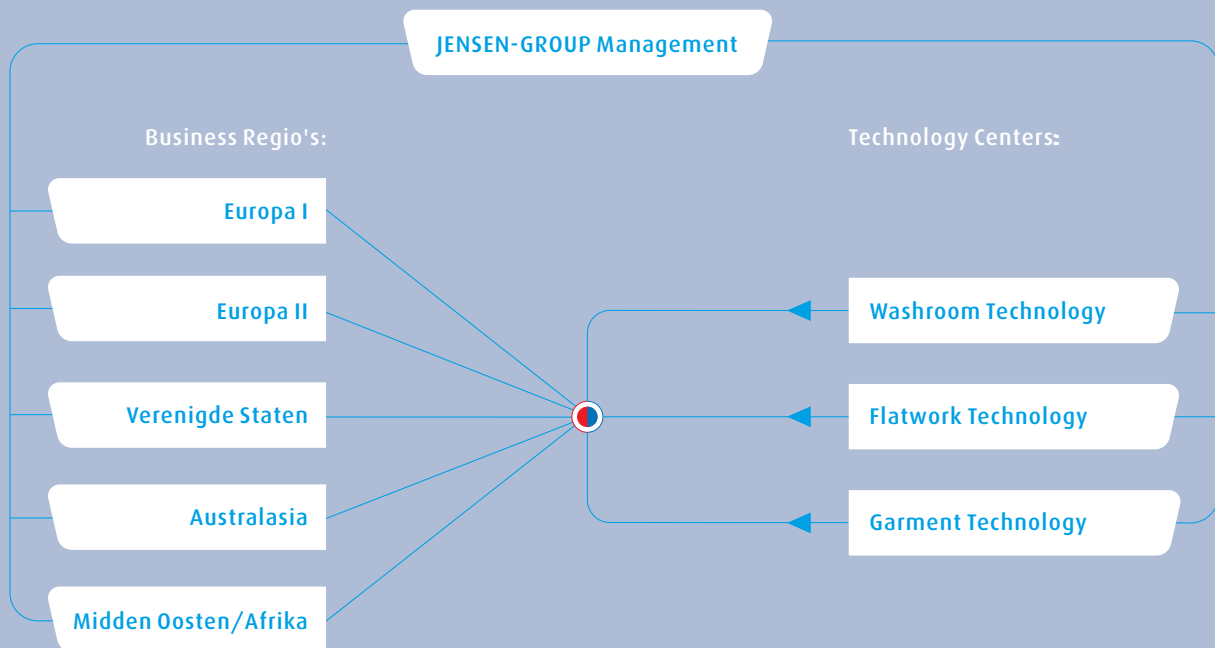 JENSEN-GROUP Management
Business Regio's:
Europa I
Europa II
Verenigde Staten
Australasia
Midden Oosten/Afrika
Technology Centers:
Washroom Technology
Flatwork Technology
Garment Technology